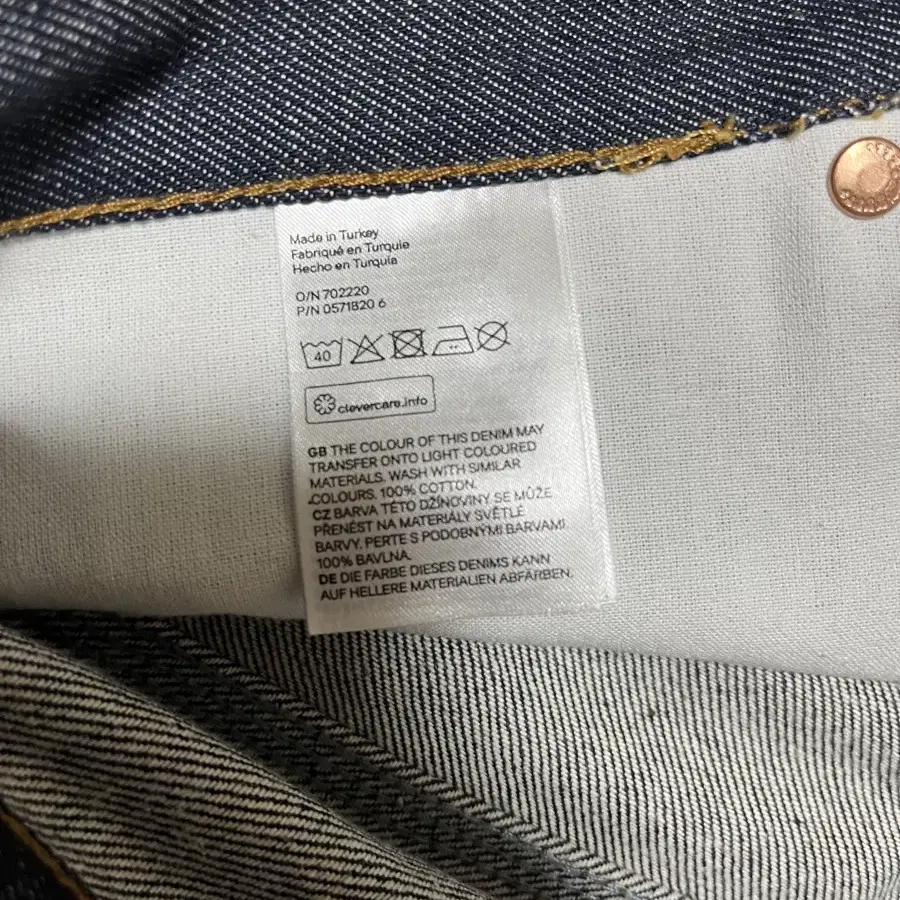 Made in Turkey
Fabriqué en Turquie
Hecho en Turquía
O/N 702220
P/N 0571820 6
40
clevercare.info
GB THE COLOUR OF THIS DENIM MAY
TRANSFER ONTO LIGHT COLOURED
MATERIALS. WASH WITH SIMILAR
COLOURS. 100% COTTON.
CZ BARVA TÉTO DŽÍNOVINY SE MŮŽE
PŘENÉST NA MATERIÁLY SVĚTLÉ
BARVY. PERTE S PODOBNÝMI BARVAMI
100% BAVLNA.
DE DIE FARBE DIESES DENIMS KANN
AUF HELLERE MATERIALIEN ABFÄRBEN.